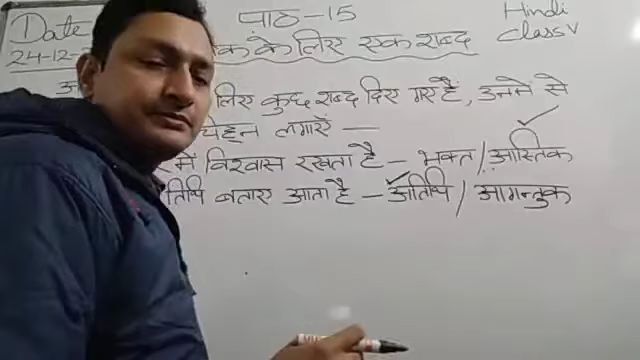 पाठ-15
Hindi
Class V
Date
24-12-
क के लिए एक शब्द
लिए कुछ शब्द दिए गए हैं, उनमें से
चिह्न लगाएँ —
में विश्वास रखता है – भक्त / आस्तिक
तिथि बताए आता है – अतिथि / आगन्तुक